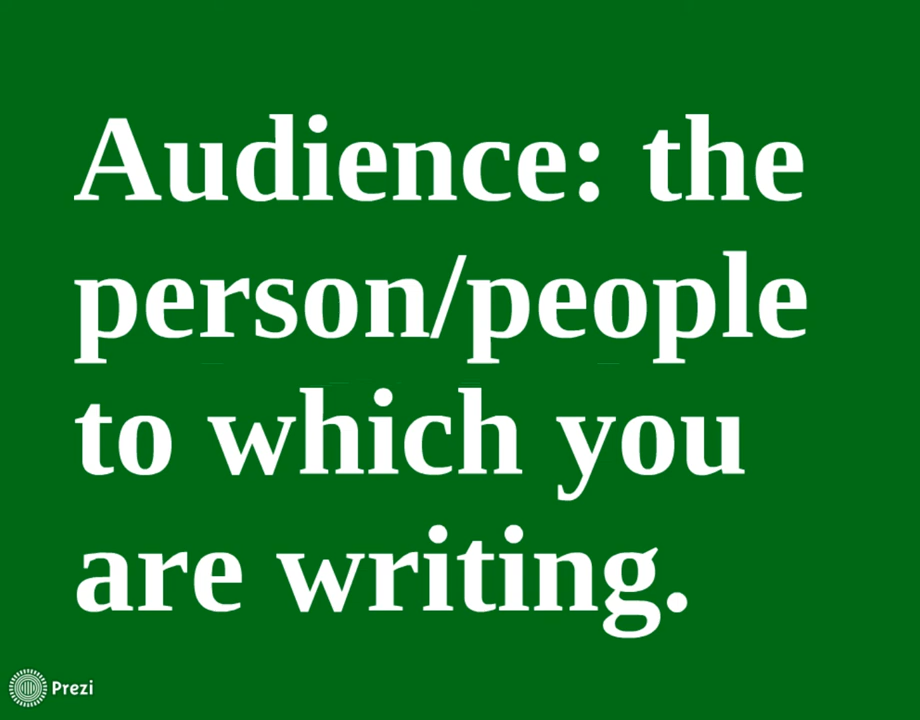 Audience: the
person/people
to which you
are writing.
Prezi